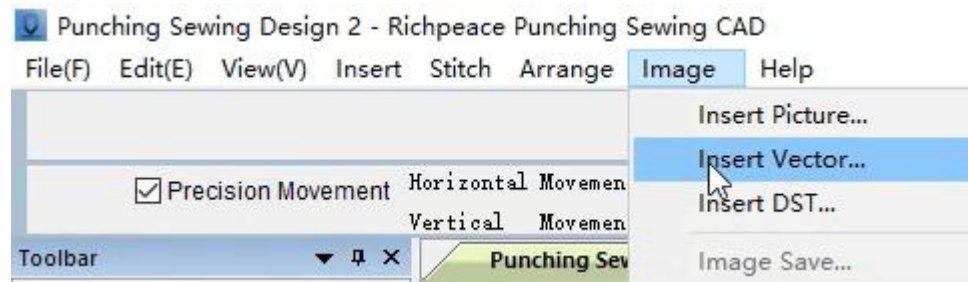 Punching Sewing Design 2 - Richpeace Punching Sewing CAD
File(F) Edit(E) View(V) Insert Stitch Arrange Image Help
Insert Picture...
Insert Vector...
Precision Movement Horizontal Movemen
Insert DST...
Vertical Movemen
Toolbar Punching Sew
Image Save...